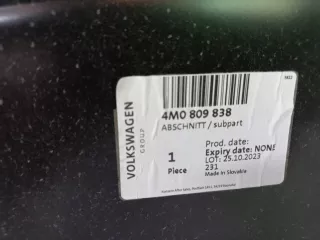 VOLKSWAGEN
GROUP
4M0 809 838
ABSCHNITT / subpart
1
Piece
Prod. date:
Expiry date: NONE
LOT: 25.10.2023
231
Made in Slovakia